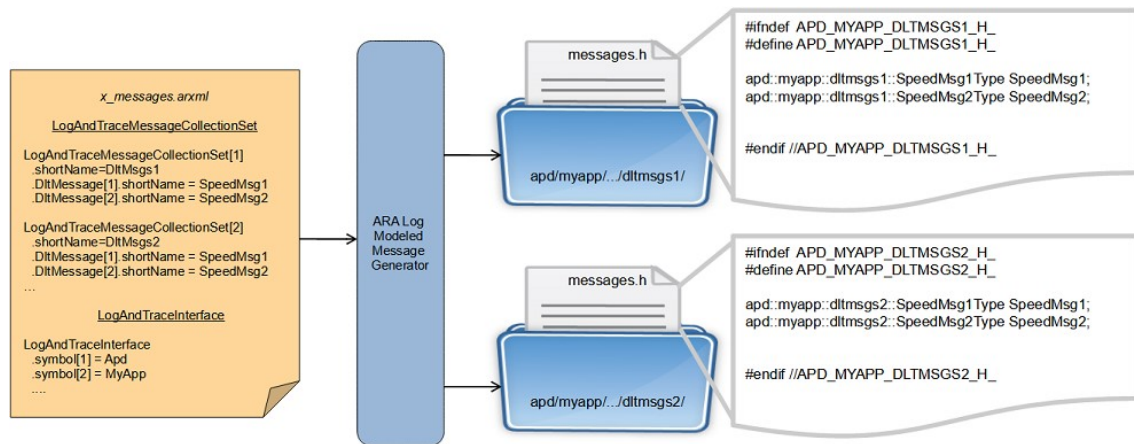 x_messages.arxml
LogAndTraceMessageCollectionSet
LogAndTraceMessageCollectionSet[1]
.shortName=DltMsgs1
.DltMessage[1].shortName = SpeedMsg1
.DltMessage[2].shortName = SpeedMsg2
LogAndTraceMessageCollectionSet[2]
.shortName=DltMsgs2
.DltMessage[1].shortName = SpeedMsg1
.DltMessage[2].shortName = SpeedMsg2
...
LogAndTraceInterface
LogAndTraceInterface
.symbol[1] = Apd
.symbol[2] = MyApp
....
ARA Log
Modeled
Message
Generator
messages.h
apd/myapp/.../dltmsgs1/
#ifndef APD_MYAPP_DLTMSGS1_H_
#define APD_MYAPP_DLTMSGS1_H_
apd::myapp::dltmsgs1::SpeedMsg1Type SpeedMsg1;
apd::myapp::dltmsgs1::SpeedMsg2Type SpeedMsg2;
#endif //APD_MYAPP_DLTMSGS1_H_
messages.h
apd/myapp/.../dltmsgs2/
#ifndef APD_MYAPP_DLTMSGS2_H_
#define APD_MYAPP_DLTMSGS2_H_
apd::myapp::dltmsgs2::SpeedMsg1Type SpeedMsg1;
apd::myapp::dltmsgs2::SpeedMsg2Type SpeedMsg2;
#endif //APD_MYAPP_DLTMSGS2_H_